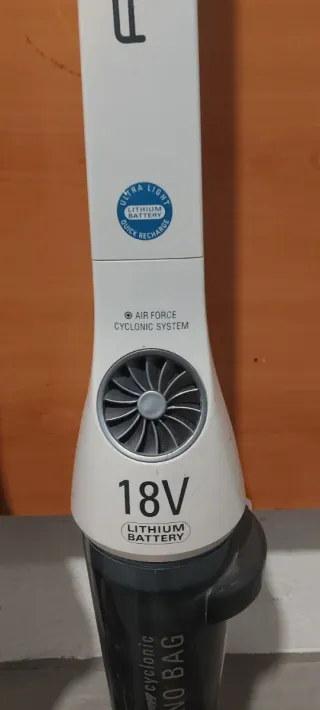 ULTRA LIGHT
LITHIUM
BATTERY
QUICK RECHARGE
AIR FORCE
CYCLONIC SYSTEM
18V
LITHIUM
BATTERY
cyclonic
NO BAG